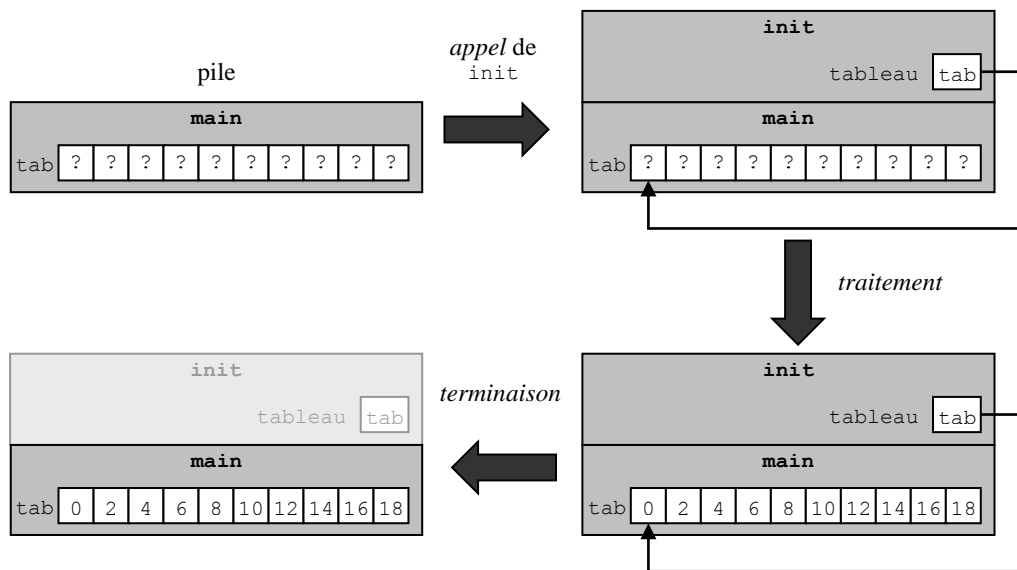 pile
main
tab ? ? ? ? ? ? ? ? ? ?
appel de
init
init
tableau tab
main
tab ? ? ? ? ? ? ? ? ? ?
traitement
init
tableau tab
main
tab 0 2 4 6 8 10 12 14 16 18
terminaison
init
tableau tab
main
tab 0 2 4 6 8 10 12 14 16 18